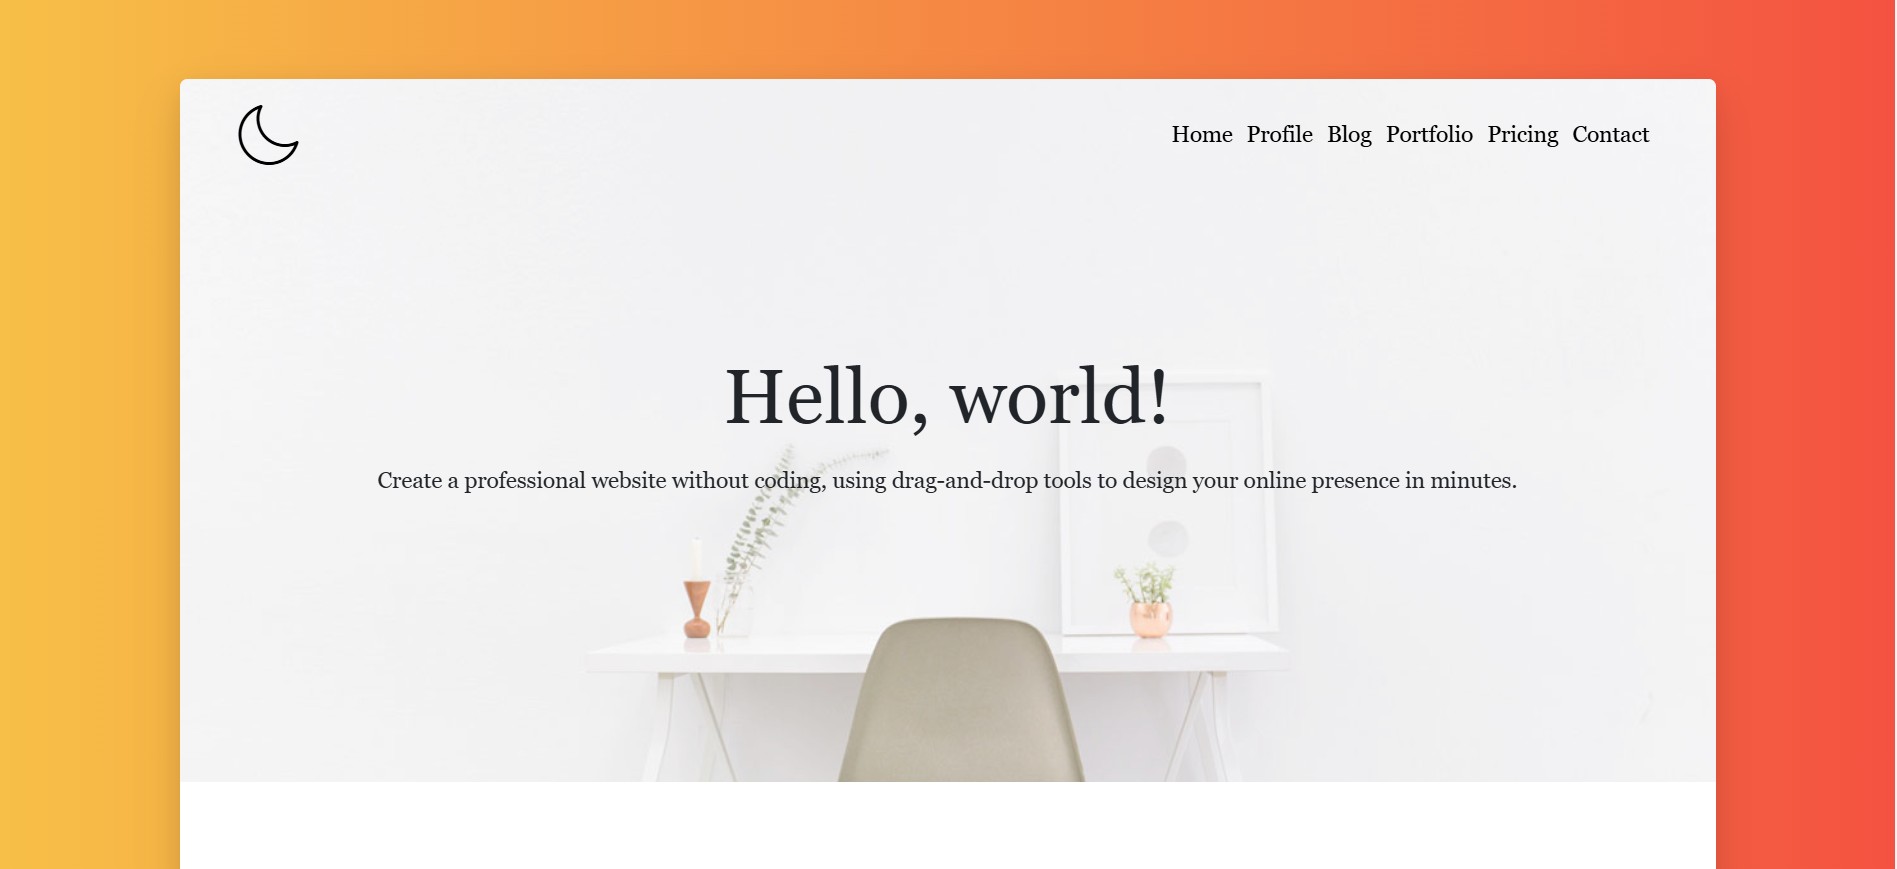 Home Profile Blog Portfolio Pricing Contact
Hello, world!
Create a professional website without coding, using drag-and-drop tools to design your online presence in minutes.